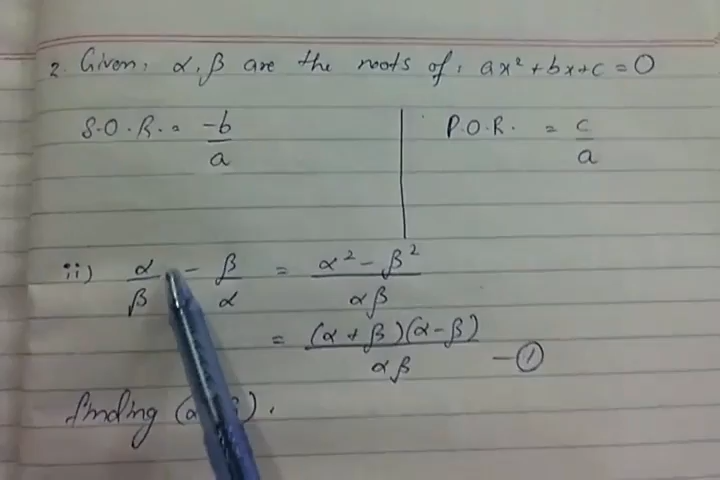 2. Given, α, β are the roots of, ax² + bx + c = 0
S.O.R. = -b/a
P.O.R. = c/a
ii) α/β - β/α = α² - β²/αβ
= (α + β)(α - β)/αβ — ①
finding (α β).